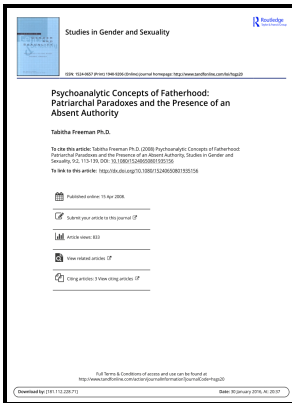 Studies in Gender and Sexuality
Routledge
ISSN: 1524-0657 (Print) 1940-9206 (Online) Journal homepage: http://www.tandfonline.com/loi/hsgs20
Psychoanalytic Concepts of Fatherhood:
Patriarchal Paradoxes and the Presence of an
Absent Authority
Tabitha Freeman Ph.D.
To cite this article: Tabitha Freeman Ph.D. (2008) Psychoanalytic Concepts of Fatherhood:
Patriarchal Paradoxes and the Presence of an Absent Authority, Studies in Gender and
Sexuality, 9:2, 113-139, DOI: 10.1080/15240650801935156
To link to this article: http://dx.doi.org/10.1080/15240650801935156
Published online: 15 Apr 2008.
Submit your article to this journal
Article views: 833
View related articles
Citing articles: 3 View citing articles
Full Terms & Conditions of access and use can be found at
http://www.tandfonline.com/action/journalInformation?journalCode=hsgs20
Download by: [181.112.228.71]
Date: 30 January 2016, At: 20:37